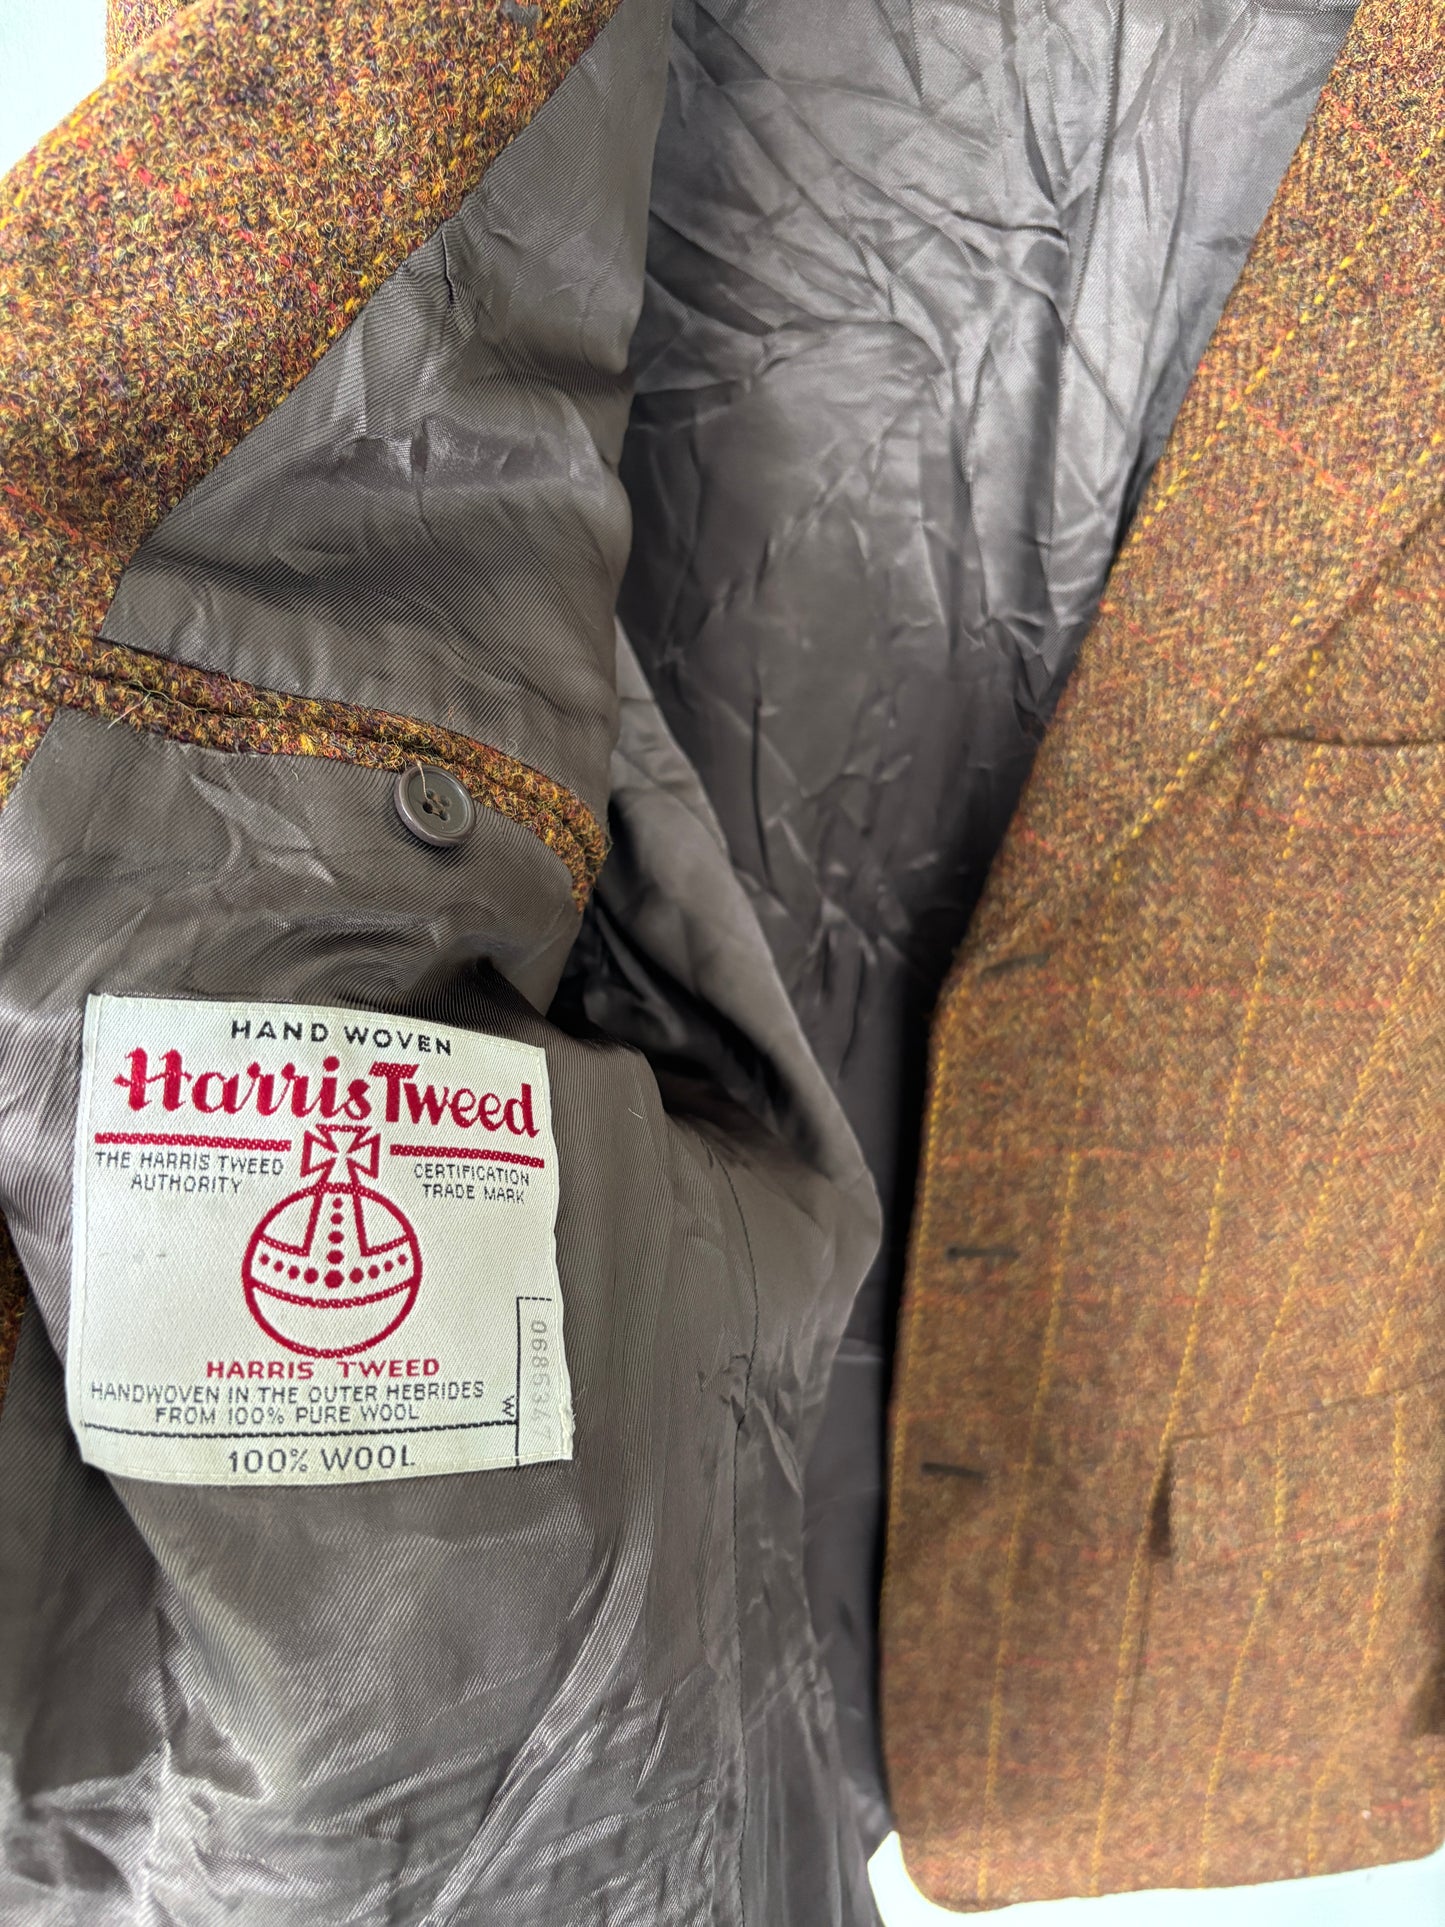 HAND WOVEN
Harris Tweed
THE HARRIS TWEED AUTHORITY
CERTIFICATION TRADE MARK
HARRIS TWEED
HANDWOVEN IN THE OUTER HEBRIDES
FROM 100% PURE WOOL
100% WOOL
W